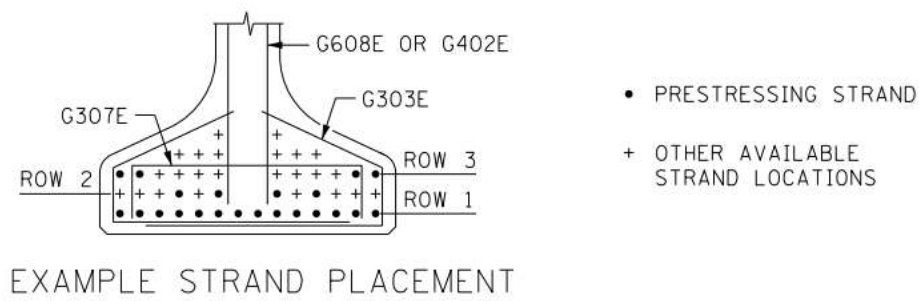 G608E OR G402E
G303E
G307E
ROW 3
ROW 2
ROW 1
• PRESTRESSING STRAND
+ OTHER AVAILABLE
STRAND LOCATIONS
EXAMPLE STRAND PLACEMENT